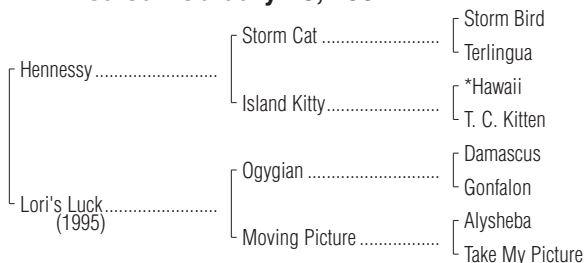 Storm Bird
Storm Cat ...........................
Terlingua
Hennessy ............................
*Hawaii
Island Kitty ..........................
T. C. Kitten
Damascus
Ogygian ..............................
Gonfalon
Lori's Luck ..........................
(1995)
Alysheba
Moving Picture ...................
Take My Picture